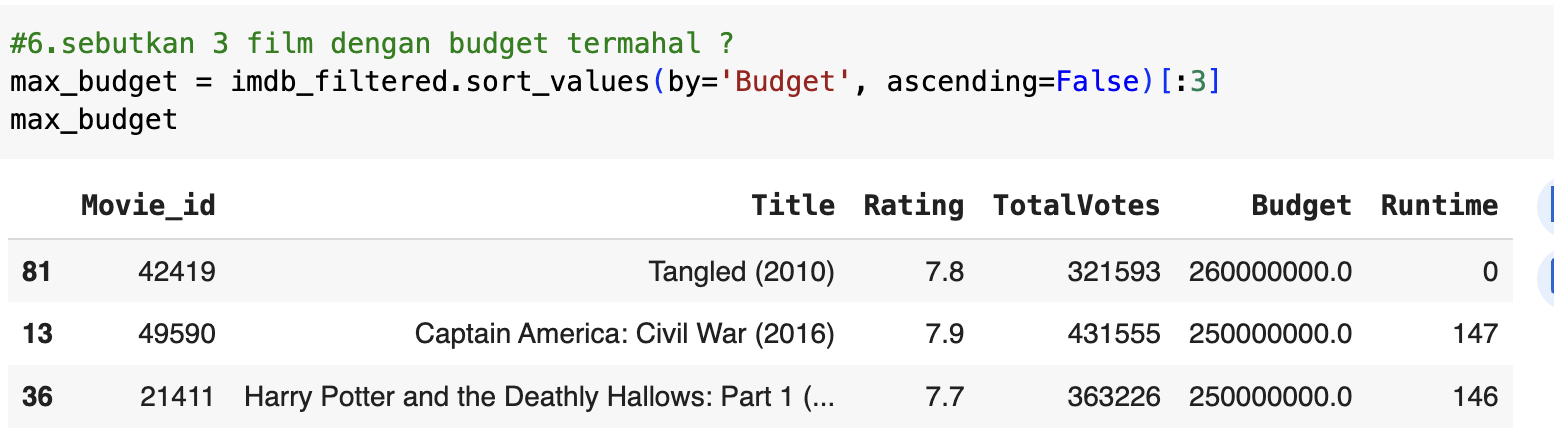 #6.sebutkan 3 film dengan budget termahal ?
max_budget = imdb_filtered.sort_values(by='Budget', ascending=False)[:3]
max_budget
Movie_id Title Rating TotalVotes Budget Runtime
81 42419 Tangled (2010) 7.8 321593 260000000.0 0
13 49590 Captain America: Civil War (2016) 7.9 431555 250000000.0 147
36 21411 Harry Potter and the Deathly Hallows: Part 1 (... 7.7 363226 250000000.0 146